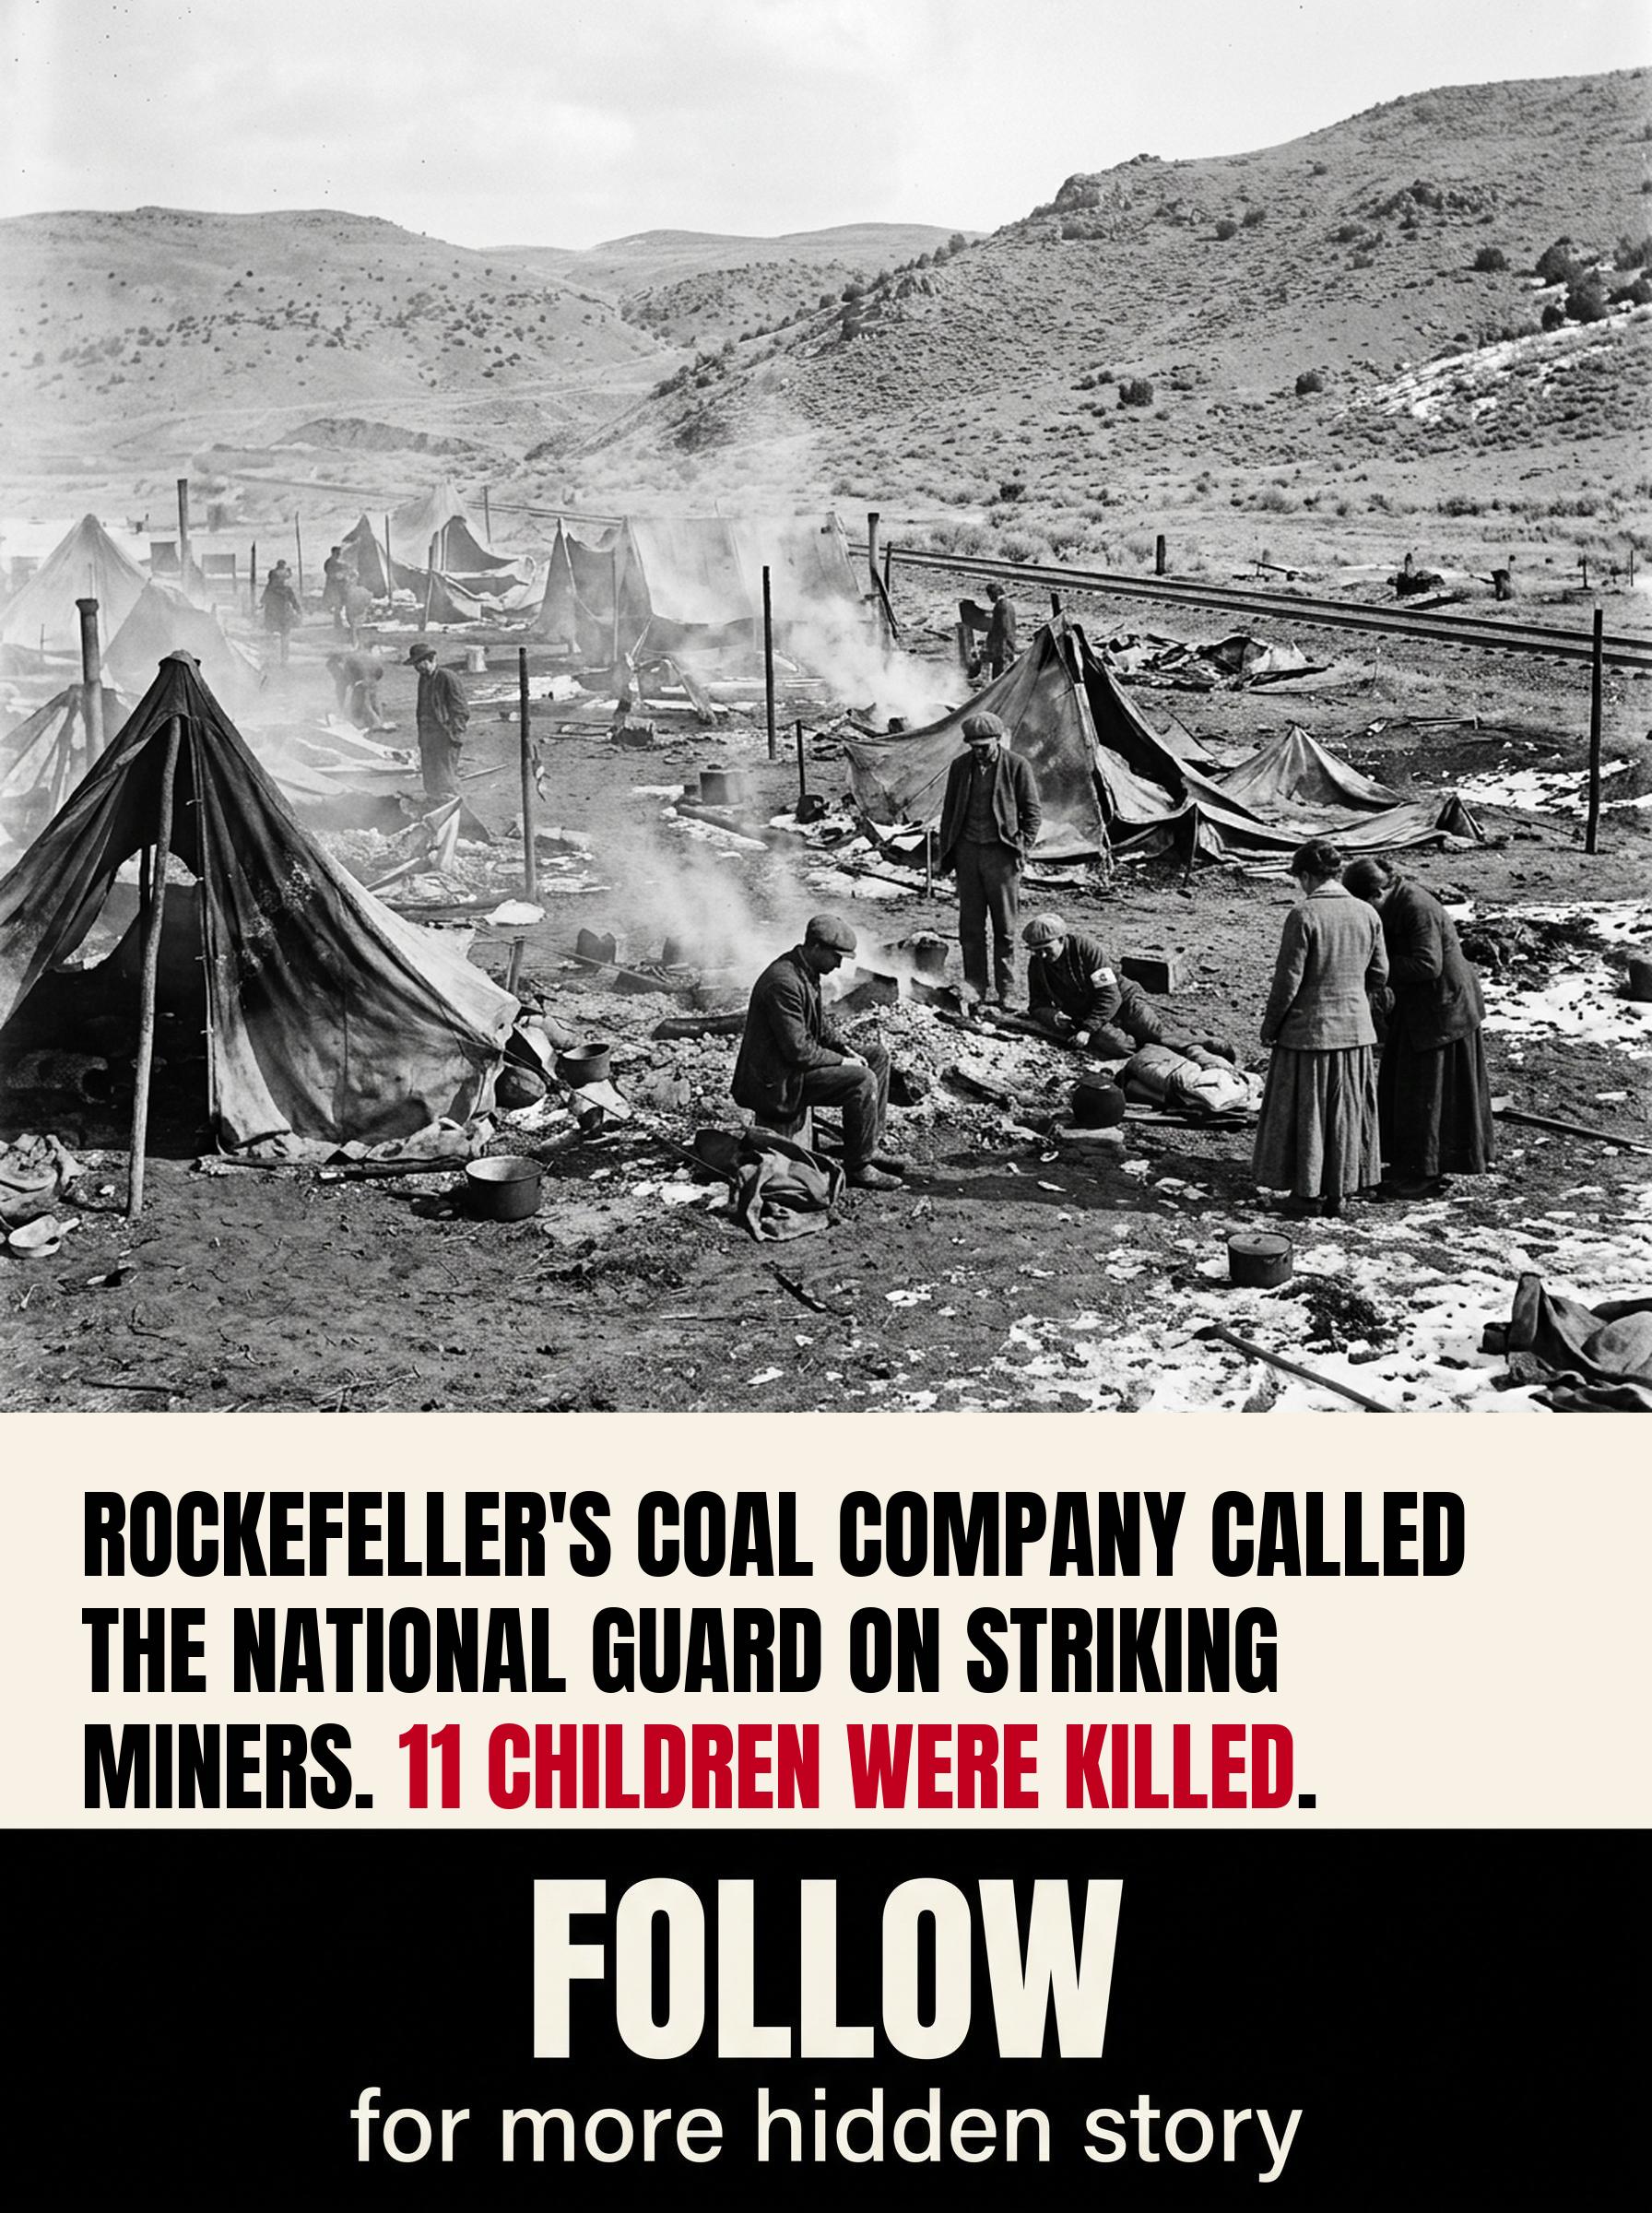 ROCKEFELLER'S COAL COMPANY CALLED
THE NATIONAL GUARD ON STRIKING
MINERS. 11 CHILDREN WERE KILLED.
FOLLOW
for more hidden story